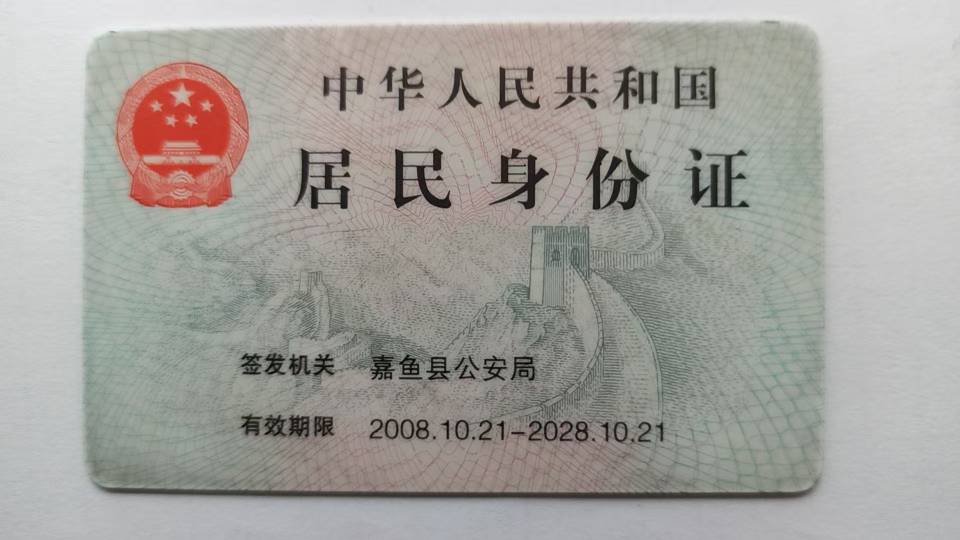 中华人民共和国
居民身份证
签发机关 嘉鱼县公安局
有效期限 2008.10.21-2028.10.21